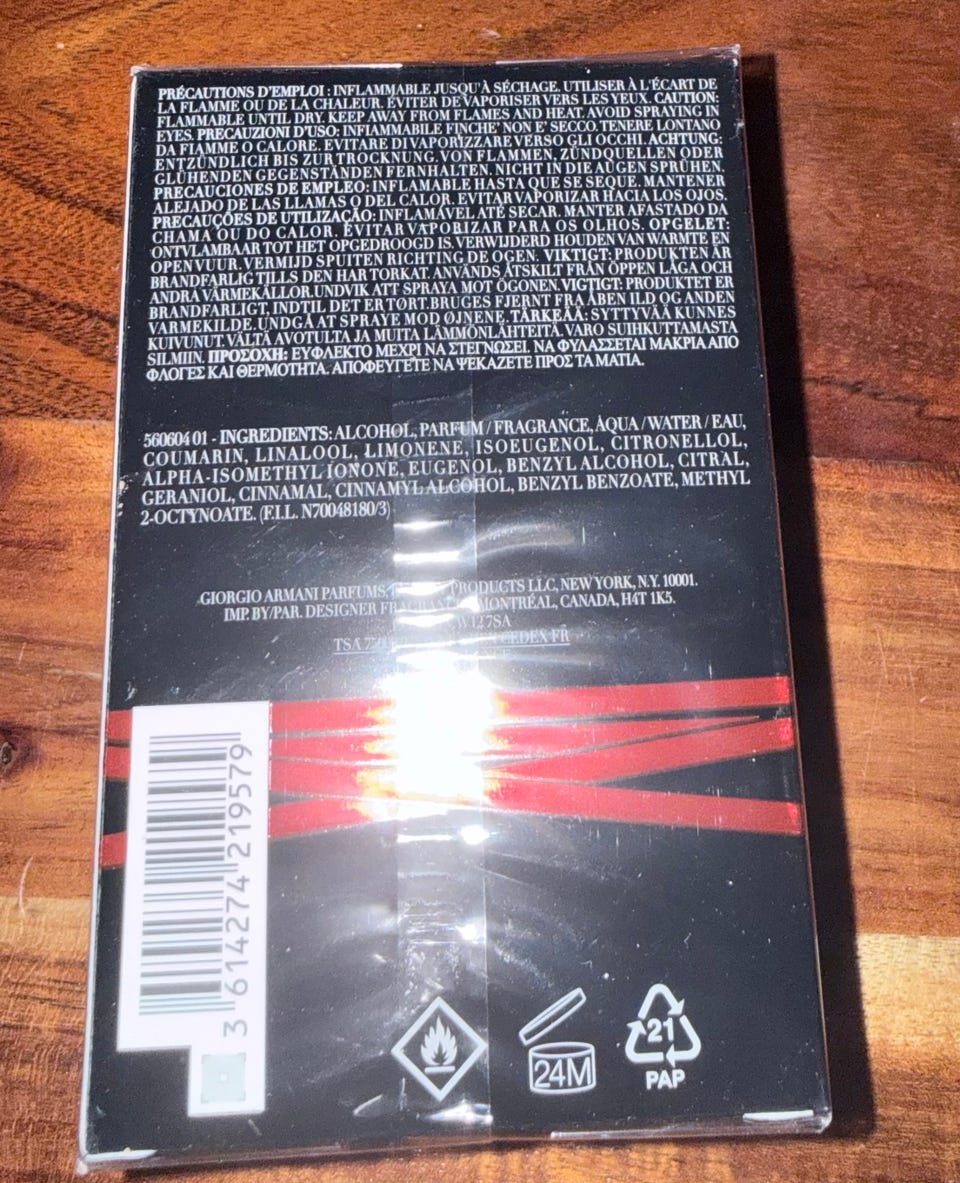 PRÉCAUTIONS D'EMPLOI : INFLAMMABLE JUSQU'À SÉCHAGE. UTILISER À L'ÉCART DE
LA FLAMME OU DE LA CHALEUR. ÉVITER DE VAPORISER VERS LES YEUX. CAUTION:
FLAMMABLE UNTIL DRY. KEEP AWAY FROM FLAMES AND HEAT. AVOID SPRAYING IN
EYES. PRECAUZIONI D'USO: INFIAMMABILE FINCHE' NON E' SECCO. TENERE LONTANO
DA FIAMME O CALORE. EVITARE DI VAPORIZZARE VERSO GLI OCCHI. ACHTUNG:
ENTZÜNDLICH BIS ZUR TROCKNUNG. VON FLAMMEN, ZÜNDQUELLEN ODER
GLÜHENDEN GEGENSTÄNDEN FERNHALTEN. NICHT IN DIE AUGEN SPRÜHEN.
PRECAUCIONES DE EMPLEO: INFLAMABLE HASTA QUE SE SEQUE. MANTENER
ALEJADO DE LAS LLAMAS O DEL CALOR. EVITAR VAPORIZAR HACIA LOS OJOS.
PRECAUÇÕES DE UTILIZAÇÃO: INFLAMÁVEL ATÉ SECAR. MANTER AFASTADO DA
CHAMA OU DO CALOR. ÉVITAR VAPORIZAR PARA OS OLHOS. OPGELET:
ONTVLAMBAAR TOT HET OPGEDROOGD IS. VERWIJDERD HOUDEN VAN WARMTE EN
OPEN VUUR. VERMIJD SPUITEN RICHTING DE OGEN. VIKTIGT: PRODUKTEN ÄR
BRANDFARLIG TILLS DEN HAR TORKAT. ANVÄNDS ÅTSKILT FRÅN ÖPPEN LÅGA OCH
ANDRA VÄRMEKÄLLOR. UNDVIK ATT SPRAYA MOT ÖGONEN. VIGTIGT: PRODUKTET ER
BRANDFARLIGT, INDTIL DET ER TØRT. BRUGES FJERNT FRA ÅBEN ILD OG ANDEN
VARMEKILDE. UNDGÅ AT SPRAYE MOD ØJNENE. TÄRKEÄÄ: SYTTYVÄÄ KUNNES
KUIVUNUT. VÄLTÄ AVOTULTA JA MUITA LÄMMÖNLÄHTEITÄ. VARO SUIHKUTTAMASTA
SILMIIN. ΠΡΟΣΟΧΗ: ΕΥΦΛΕΚΤΟ ΜΕΧΡΙ ΝΑ ΣΤΕΓΝΩΣΕΙ. ΝΑ ΦΥΛΑΣΣΕΤΑΙ ΜΑΚΡΙΑ ΑΠΟ
ΦΛΟΓΕΣ ΚΑΙ ΘΕΡΜΟΤΗΤΑ. ΑΠΟΦΕΥΓΕΤΕ ΝΑ ΨΕΚΑΖΕΤΕ ΠΡΟΣ ΤΑ ΜΑΤΙΑ.
560604 01 - INGREDIENTS: ALCOHOL, PARFUM / FRAGRANCE, AQUA / WATER / EAU,
COUMARIN, LINALOOL, LIMONENE, ISOEUGENOL, CITRONELLOL,
ALPHA-ISOMETHYL IONONE, EUGENOL, BENZYL ALCOHOL, CITRAL,
GERANIOL, CINNAMAL, CINNAMYL ALCOHOL, BENZYL BENZOATE, METHYL
2-OCTYNOATE. (F.I.L. N70048180/3)
GIORGIO ARMANI PARFUMS, PRODUCTS LLC, NEW YORK, N.Y. 10001.
IMP. BY/PAR. DESIGNER MONTRÉAL, CANADA, H4T 1K5.
W12 7SA
TSA CEDEX FR
3 614274 219579
24M
21
PAP